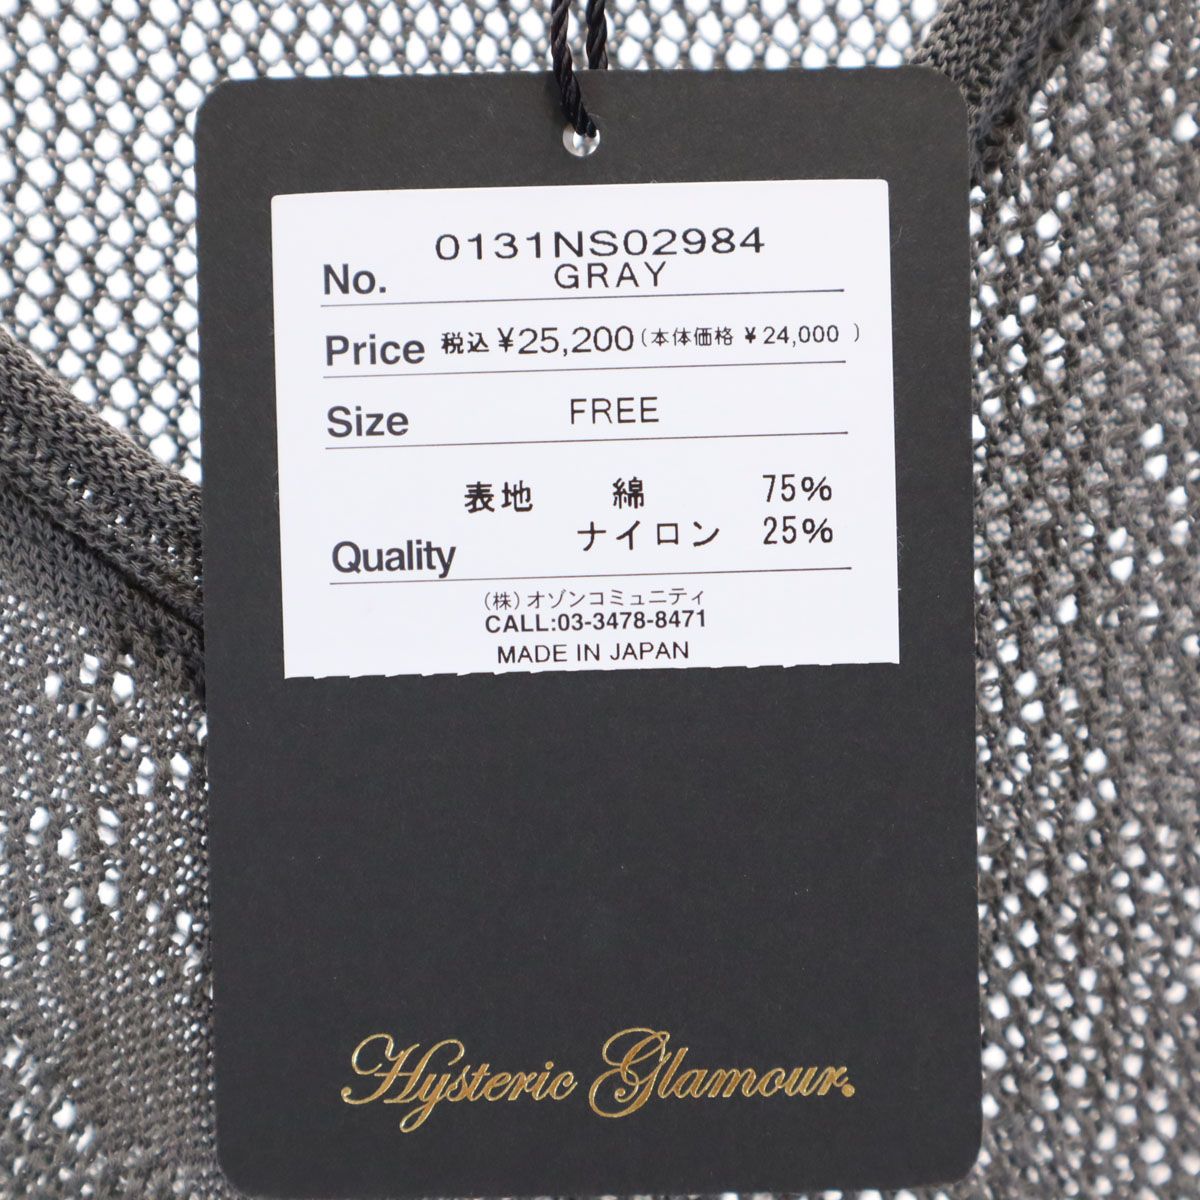 0131NS02984
No. GRAY
Price 税込 ¥25,200 (本体価格 ¥24,000 )
Size FREE
表地 綿 75%
ナイロン 25%
Quality
(株)オゾンコミュニティ
CALL:03-3478-8471
MADE IN JAPAN
Hysteric Glamour.